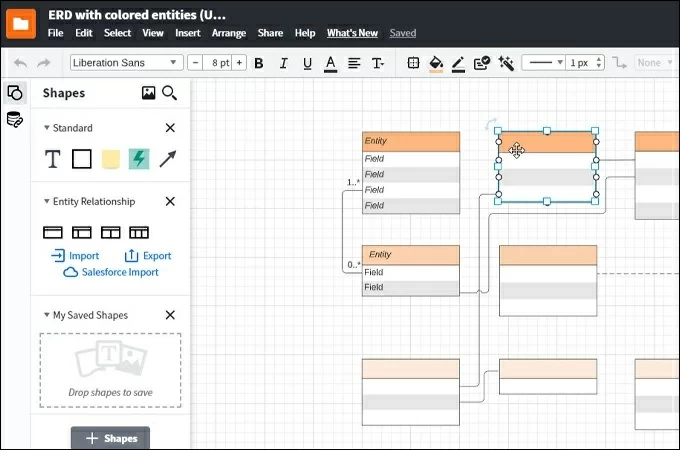 ERD with colored entities (U...
File Edit Select View Insert Arrange Share Help What's New Saved
Liberation Sans − 8 pt + B I U A T 1 px None
Shapes
Standard
T
Entity Relationship
Import Export
Salesforce Import
My Saved Shapes
T
Drop shapes to save
+ Shapes
Entity
Field
Field
1..* Field
Field
Entity
0..* Field
Field